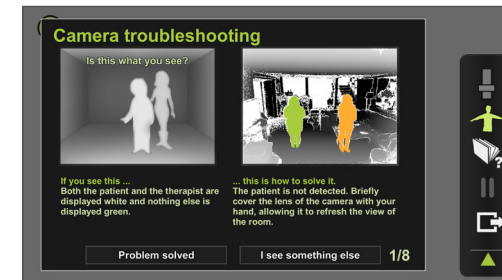 Camera troubleshooting
Is this what you see?
If you see this ...
Both the patient and the therapist are
displayed white and nothing else is
displayed green.
... this is how to solve it.
The patient is not detected. Briefly
cover the lens of the camera with your
hand, allowing it to refresh the view of
the room.
Problem solved
I see something else
1/8
?